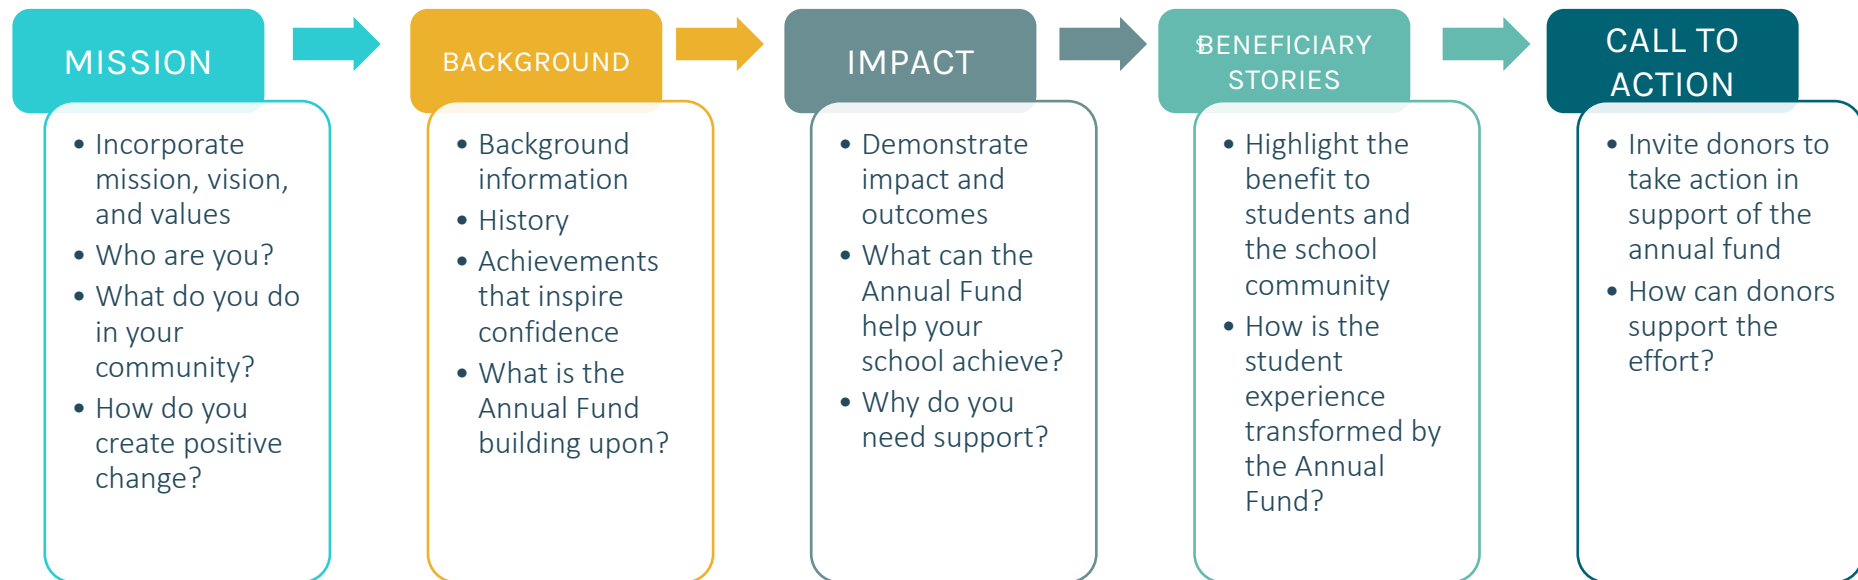 MISSION
• Incorporate
mission, vision,
and values
• Who are you?
• What do you do
in your
community?
• How do you
create positive
change?
BACKGROUND
• Background
information
• History
• Achievements
that inspire
confidence
• What is the
Annual Fund
building upon?
IMPACT
• Demonstrate
impact and
outcomes
• What can the
Annual Fund
help your
school achieve?
• Why do you
need support?
S
BENEFICIARY
STORIES
• Highlight the
benefit to
students and
the school
community
• How is the
student
experience
transformed by
the Annual
Fund?
CALL TO
ACTION
• Invite donors to
take action in
support of the
annual fund
• How can donors
support the
effort?